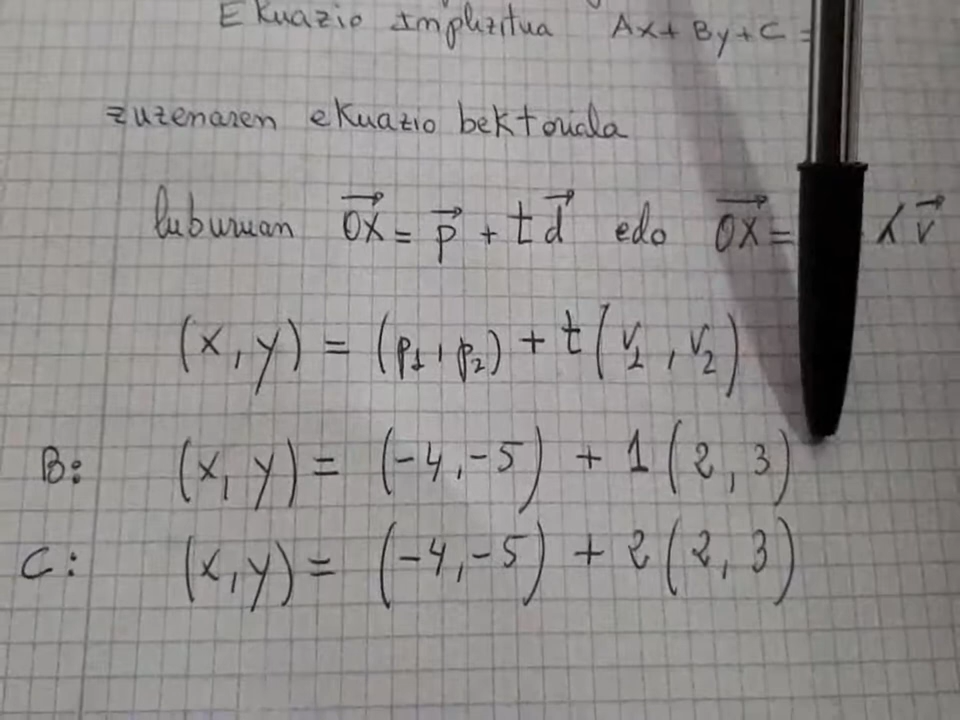 Ekuazio Implizitua Ax + By + C =
zuzenaren ekuazio bektoriala
laburrean OX⃗ = p⃗ + t d⃗ edo OX⃗ = λ v⃗
(x, y) = (p₁, p₂) + t (v₁, v₂)
B: (x, y) = (-4, -5) + 1 (2, 3)
C: (x, y) = (-4, -5) + 2 (2, 3)